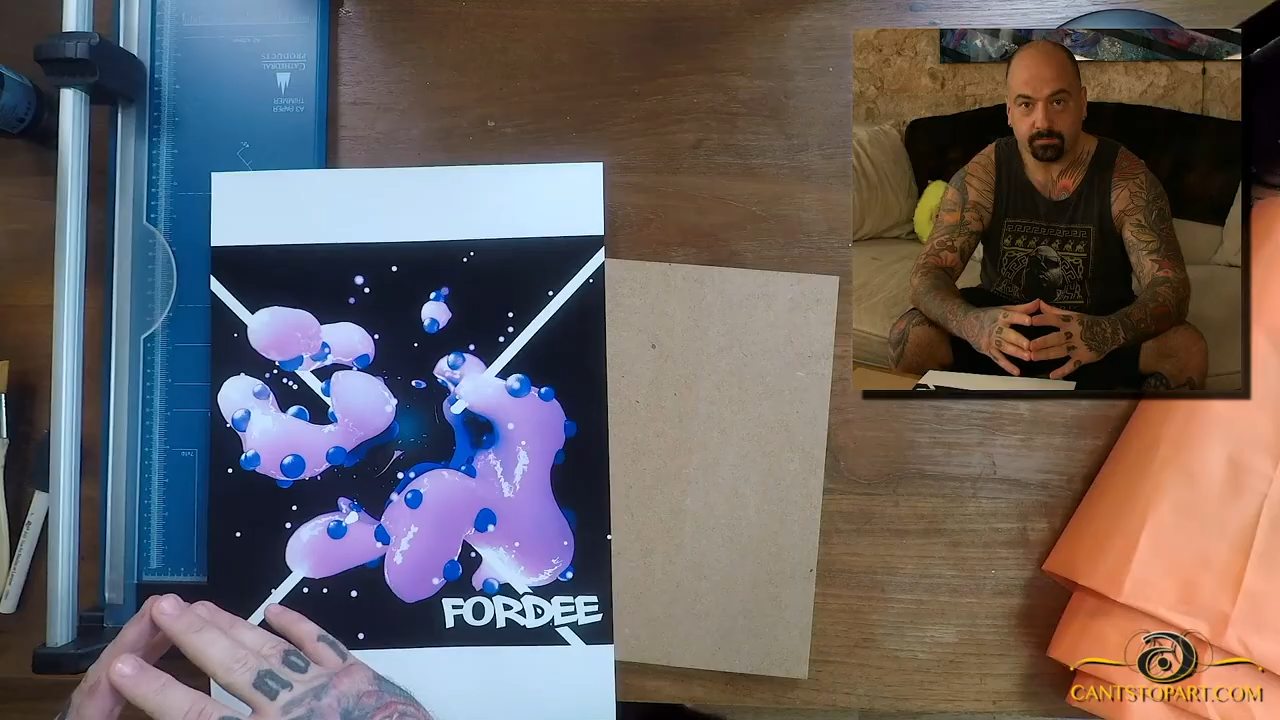 CATHEDRAL
PRODUCTS
A3 PAPER
TRIMMER
FORDEE
CANTSTOPART.COM